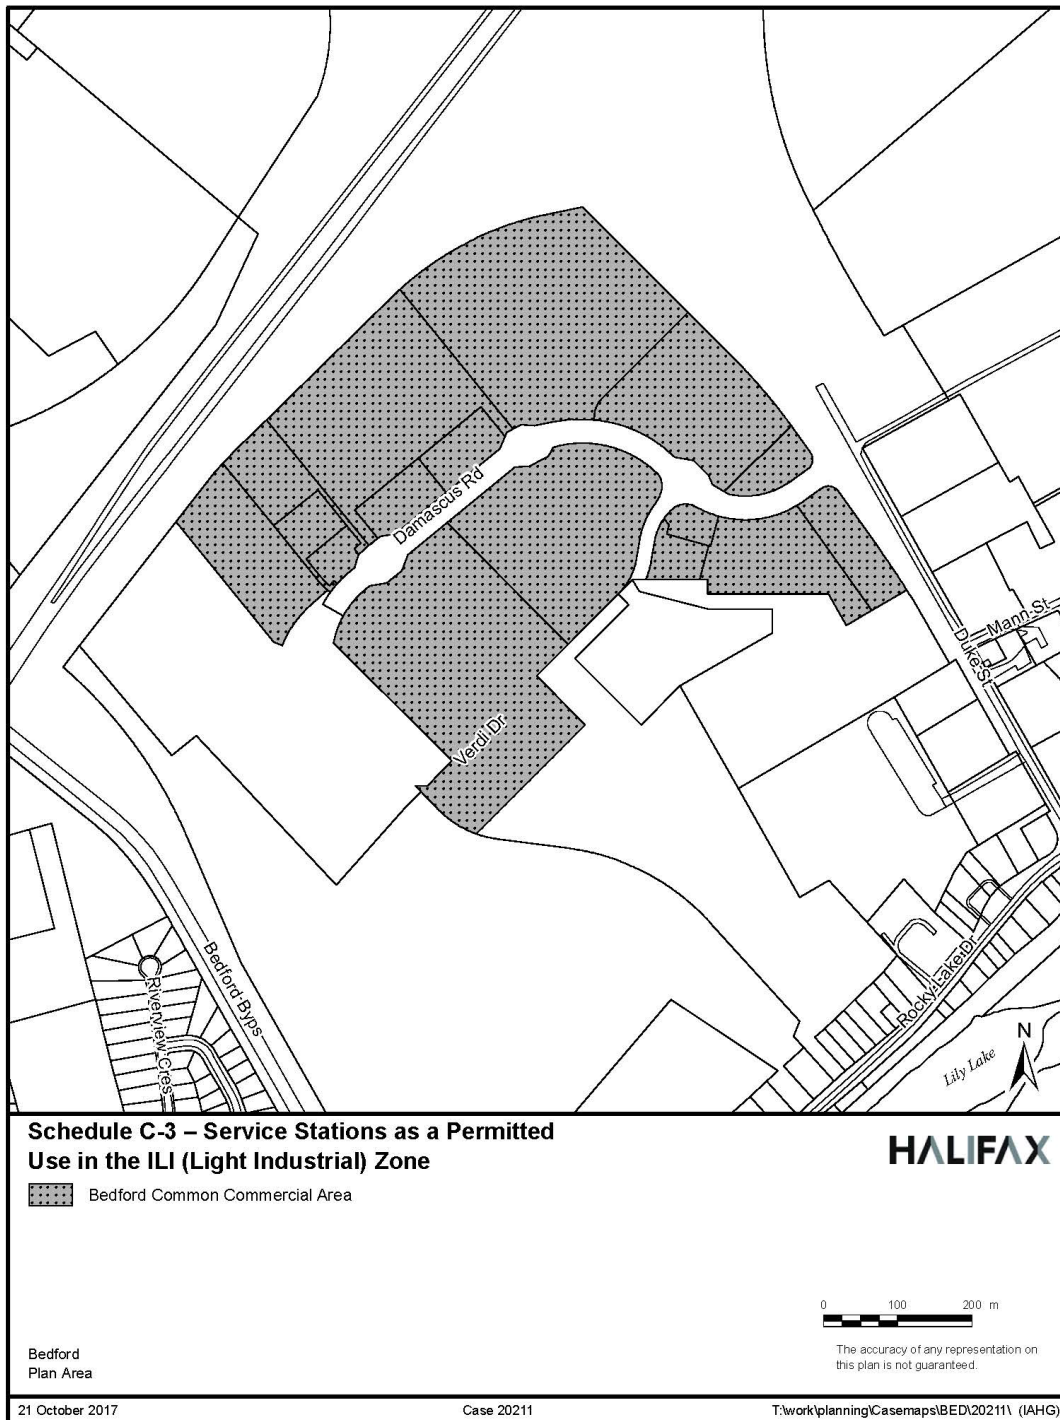 Damascus Rd
Verdi Dr
Mann St
Duke St
Bedford Byps
Riverview Cres
Rocky Lake Dr
Lily Lake
N
Schedule C-3 – Service Stations as a Permitted
Use in the ILI (Light Industrial) Zone
HALIFAX
Bedford Common Commercial Area
0 100 200 m
The accuracy of any representation on
this plan is not guaranteed.
Bedford
Plan Area
21 October 2017
Case 20211
T:\work\planning\Casemaps\BED\20211\ (IAHG)